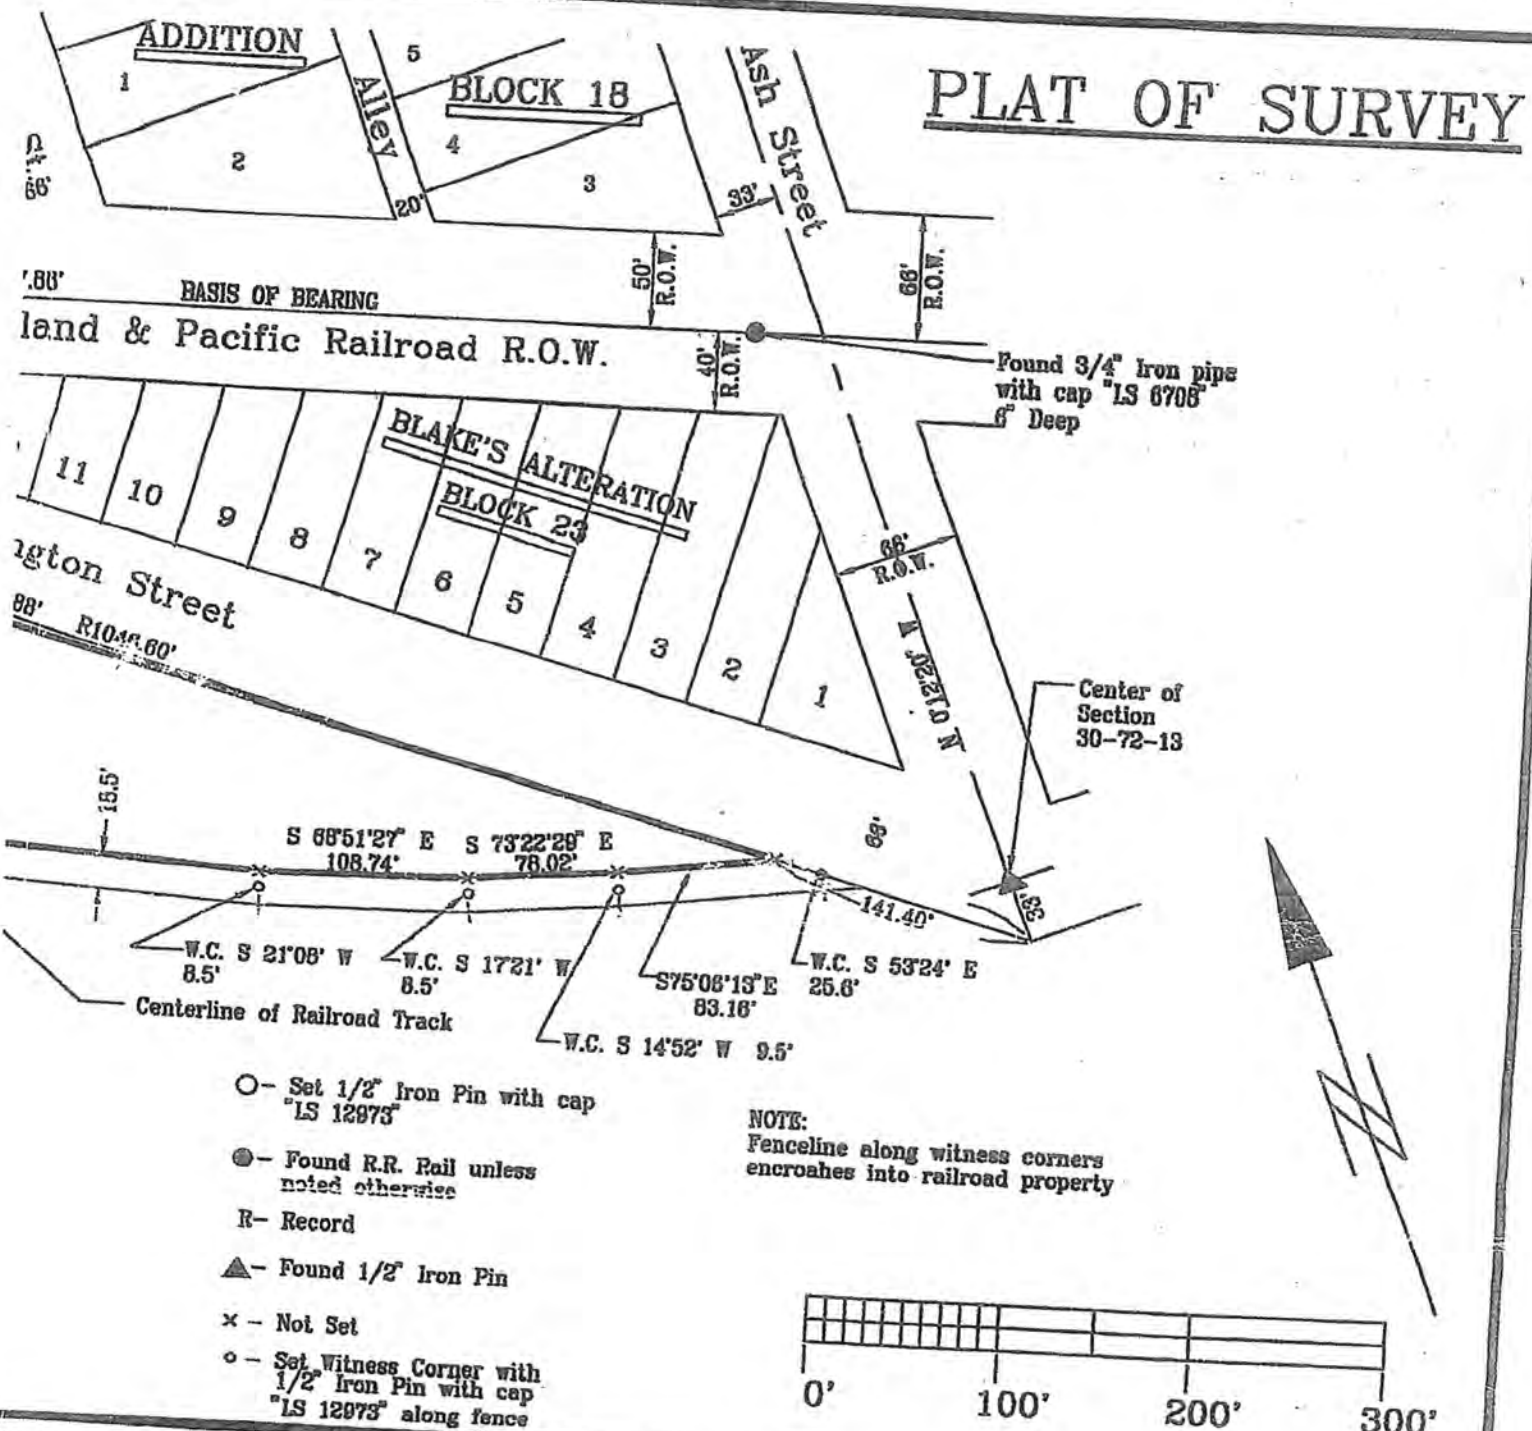 PLAT OF SURVEY
ADDITION
1
2
Alley
20'
5
BLOCK 18
4
3
Ash Street
33'
50'
R.O.W.
66'
R.O.W.
BASIS OF BEARING
land & Pacific Railroad R.O.W.
40'
R.O.W.
Found 3/4" Iron pipe
with cap "LS 6706"
6" Deep
BLAKE'S ALTERATION
BLOCK 23
11
10
9
8
7
6
5
4
3
2
1
66'
R.O.W.
ngton Street
88'
N 0°12'20" W
Center of
Section
30-72-13
16.5'
S 68°51'27" E
108.74'
S 73°22'29" E
78.02'
66'
141.40'
33'
W.C. S 21°08' W
8.5'
W.C. S 17°21' W
8.5'
S75°06'13"E
83.16'
W.C. S 53°24' E
25.6'
W.C. S 14°52' W 9.5'
Centerline of Railroad Track
O- Set 1/2" Iron Pin with cap
"LS 12973"
●- Found R.R. Rail unless
noted otherwise
R- Record
▲- Found 1/2" Iron Pin
× - Not Set
o - Set Witness Corner with
1/2" Iron Pin with cap
"LS 12973" along fence
NOTE:
Fenceline along witness corners
encroahes into railroad property
0'
100'
200'
300'